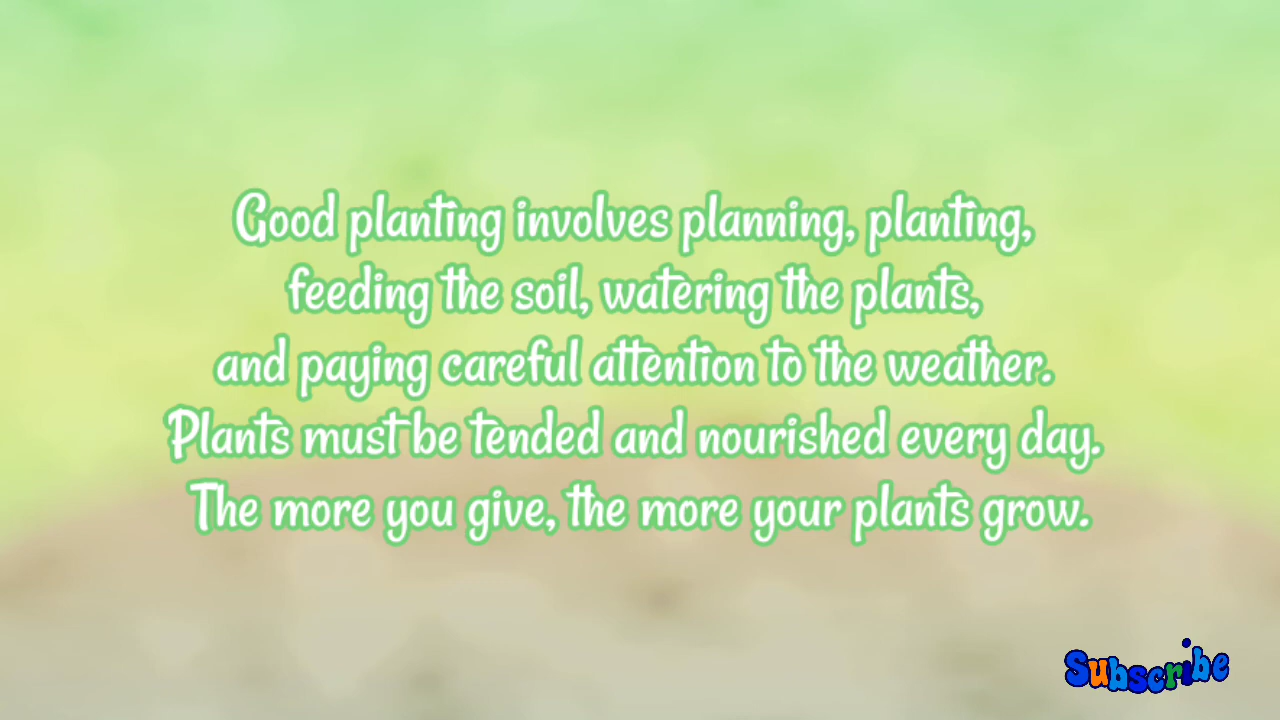 Good planting involves planning, planting,
feeding the soil, watering the plants,
and paying careful attention to the weather.
Plants must be tended and nourished every day.
The more you give, the more your plants grow.
Subscribe